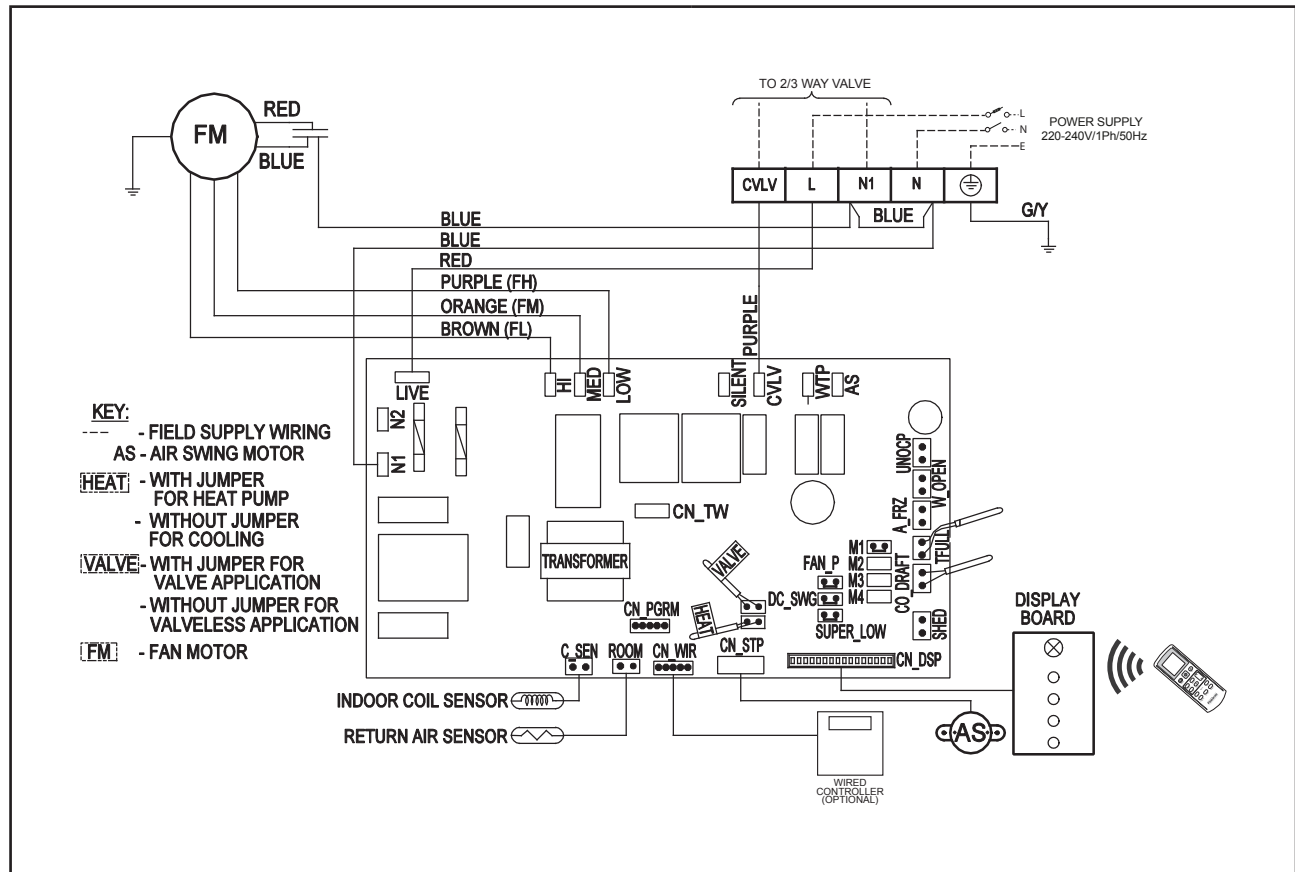 TO 2/3 WAY VALVE
RED
FM
BLUE
L
N
E
POWER SUPPLY
220-240V/1Ph/50Hz
CVLV
L
N1
N
BLUE
G/Y
BLUE
BLUE
RED
PURPLE (FH)
ORANGE (FM)
BROWN (FL)
PURPLE
LIVE
HI
MED
LOW
SILENT
CVLV
WTP
AS
N2
N1
KEY:
--- - FIELD SUPPLY WIRING
AS - AIR SWING MOTOR
HEAT - WITH JUMPER
FOR HEAT PUMP
- WITHOUT JUMPER
FOR COOLING
VALVE - WITH JUMPER FOR
VALVE APPLICATION
- WITHOUT JUMPER FOR
VALVELESS APPLICATION
FM - FAN MOTOR
UNOCP
W_OPEN
A_FRZ
TFULL
CO_DRAFT
SHED
CN_TW
TRANSFORMER
VALVE
HEAT
M1
M2
M3
M4
FAN_P
DC_SWG
SUPER_LOW
CN_PGRM
C_SEN
ROOM
CN_WIR
CN_STP
CN_DSP
DISPLAY
BOARD
INDOOR COIL SENSOR
RETURN AIR SENSOR
AS
WIRED
CONTROLLER
(OPTIONAL)